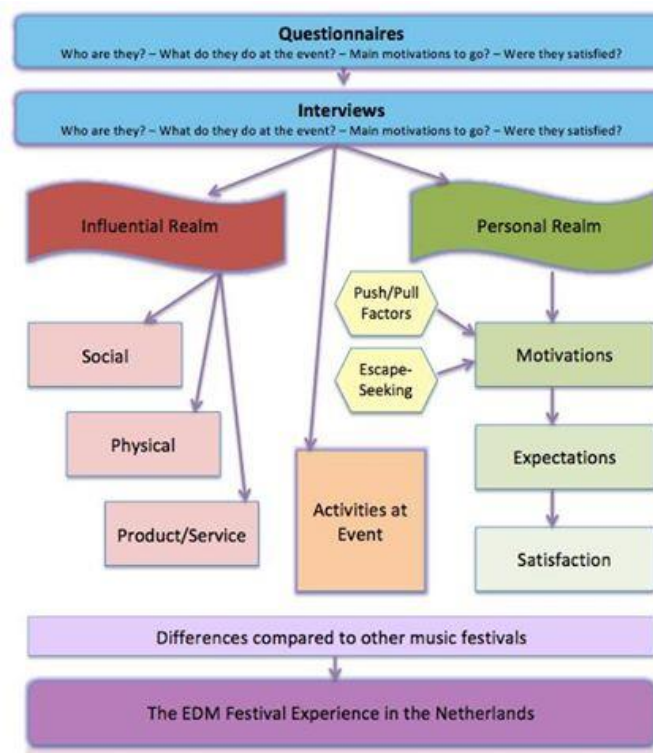 Questionnaires
Who are they? – What do they do at the event? – Main motivations to go? – Were they satisfied?
Interviews
Who are they? – What do they do at the event? – Main motivations to go? – Were they satisfied?
Influential Realm
Personal Realm
Push/Pull
Factors
Social
Motivations
Escape-
Seeking
Physical
Expectations
Activities at
Event
Product/Service
Satisfaction
Differences compared to other music festivals
The EDM Festival Experience in the Netherlands